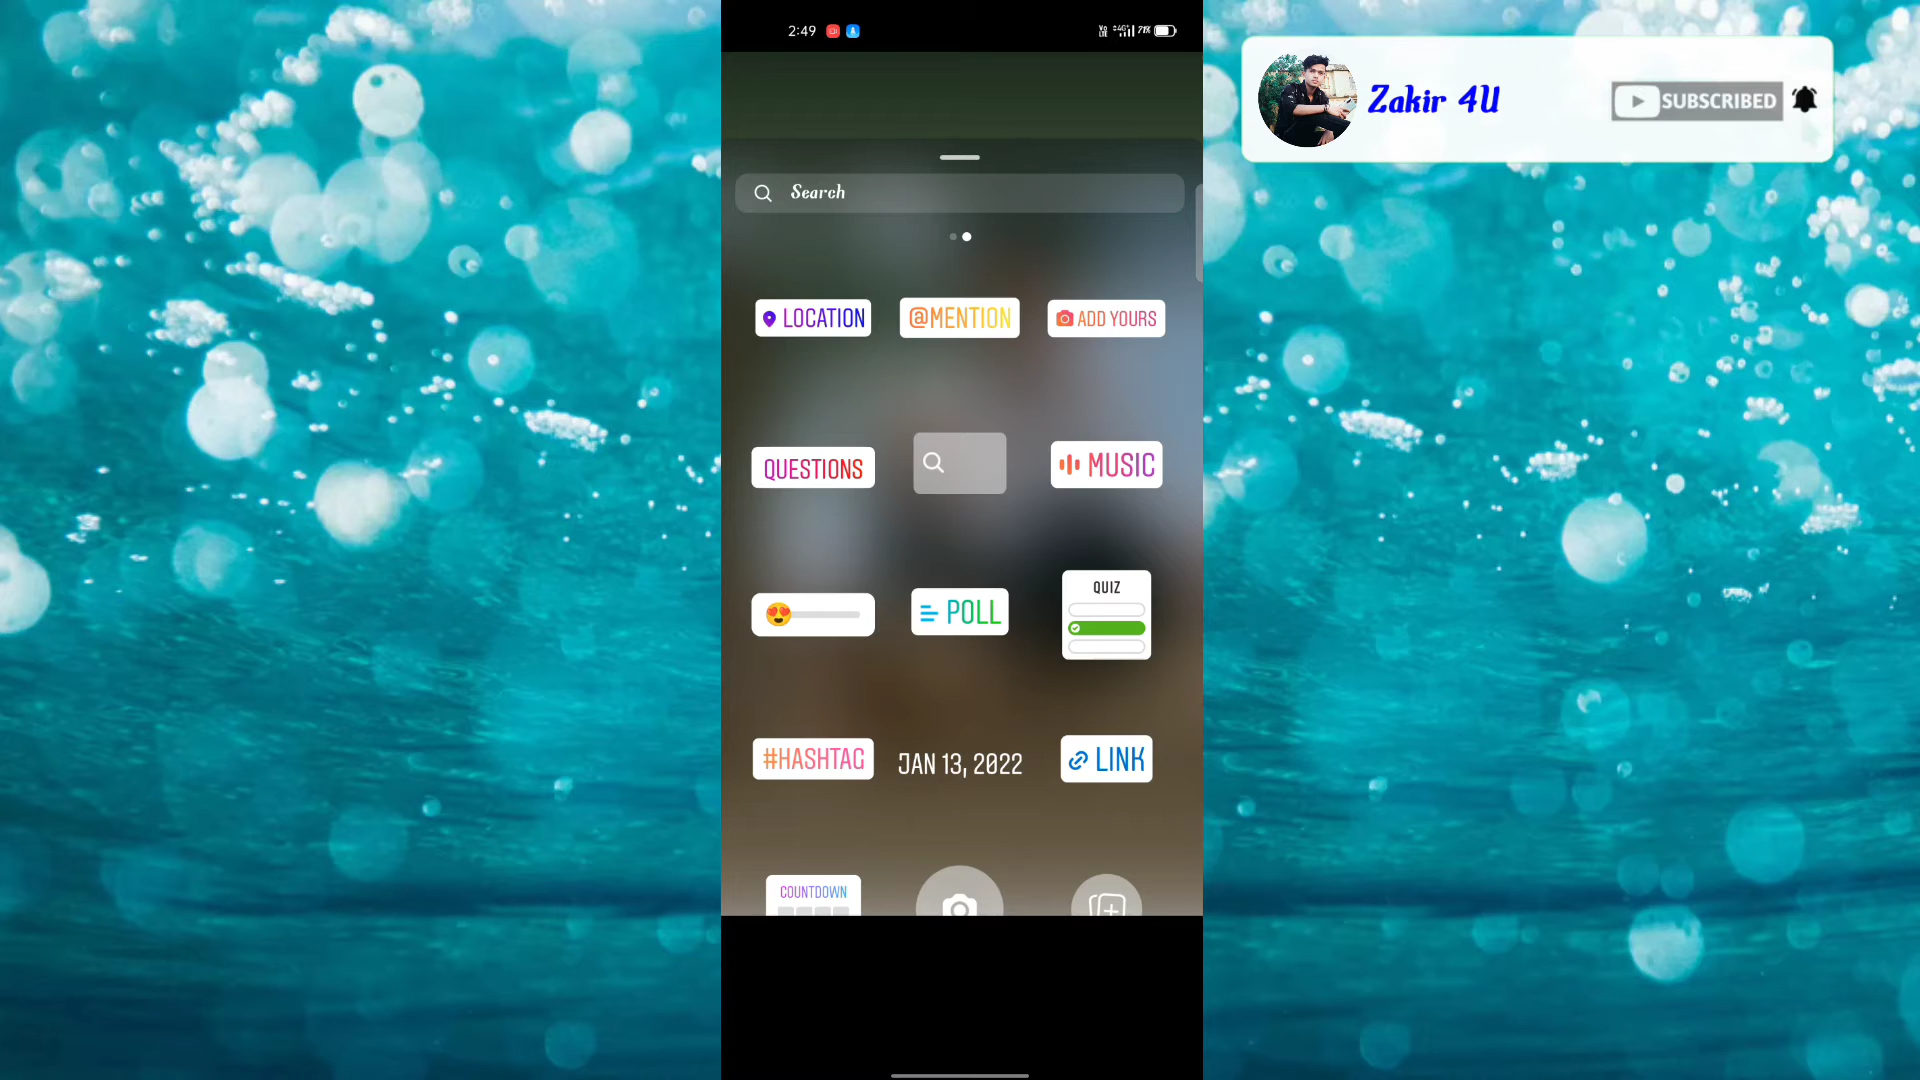 2:49
71%
Zakir 4U
SUBSCRIBED
Search
LOCATION
@MENTION
ADD YOURS
QUESTIONS
MUSIC
POLL
QUIZ
#HASHTAG
JAN 13, 2022
LINK
COUNTDOWN